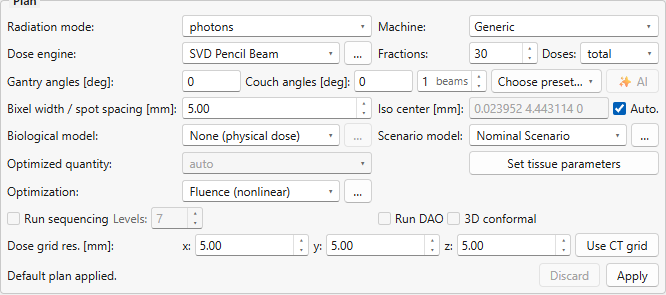 Plan
Radiation mode: photons Machine: Generic
Dose engine: SVD Pencil Beam ... Fractions: 30 Doses: total
Gantry angles [deg]: 0 Couch angles [deg]: 0 1 beams Choose preset... AI
Bixel width / spot spacing [mm]: 5.00 Iso center [mm]: 0.023952 4.443114 0 Auto.
Biological model: None (physical dose) ... Scenario model: Nominal Scenario ...
Optimized quantity: auto Set tissue parameters
Optimization: Fluence (nonlinear) ...
Run sequencing Levels: 7 Run DAO 3D conformal
Dose grid res. [mm]: x: 5.00 y: 5.00 z: 5.00 Use CT grid
Default plan applied. Discard Apply